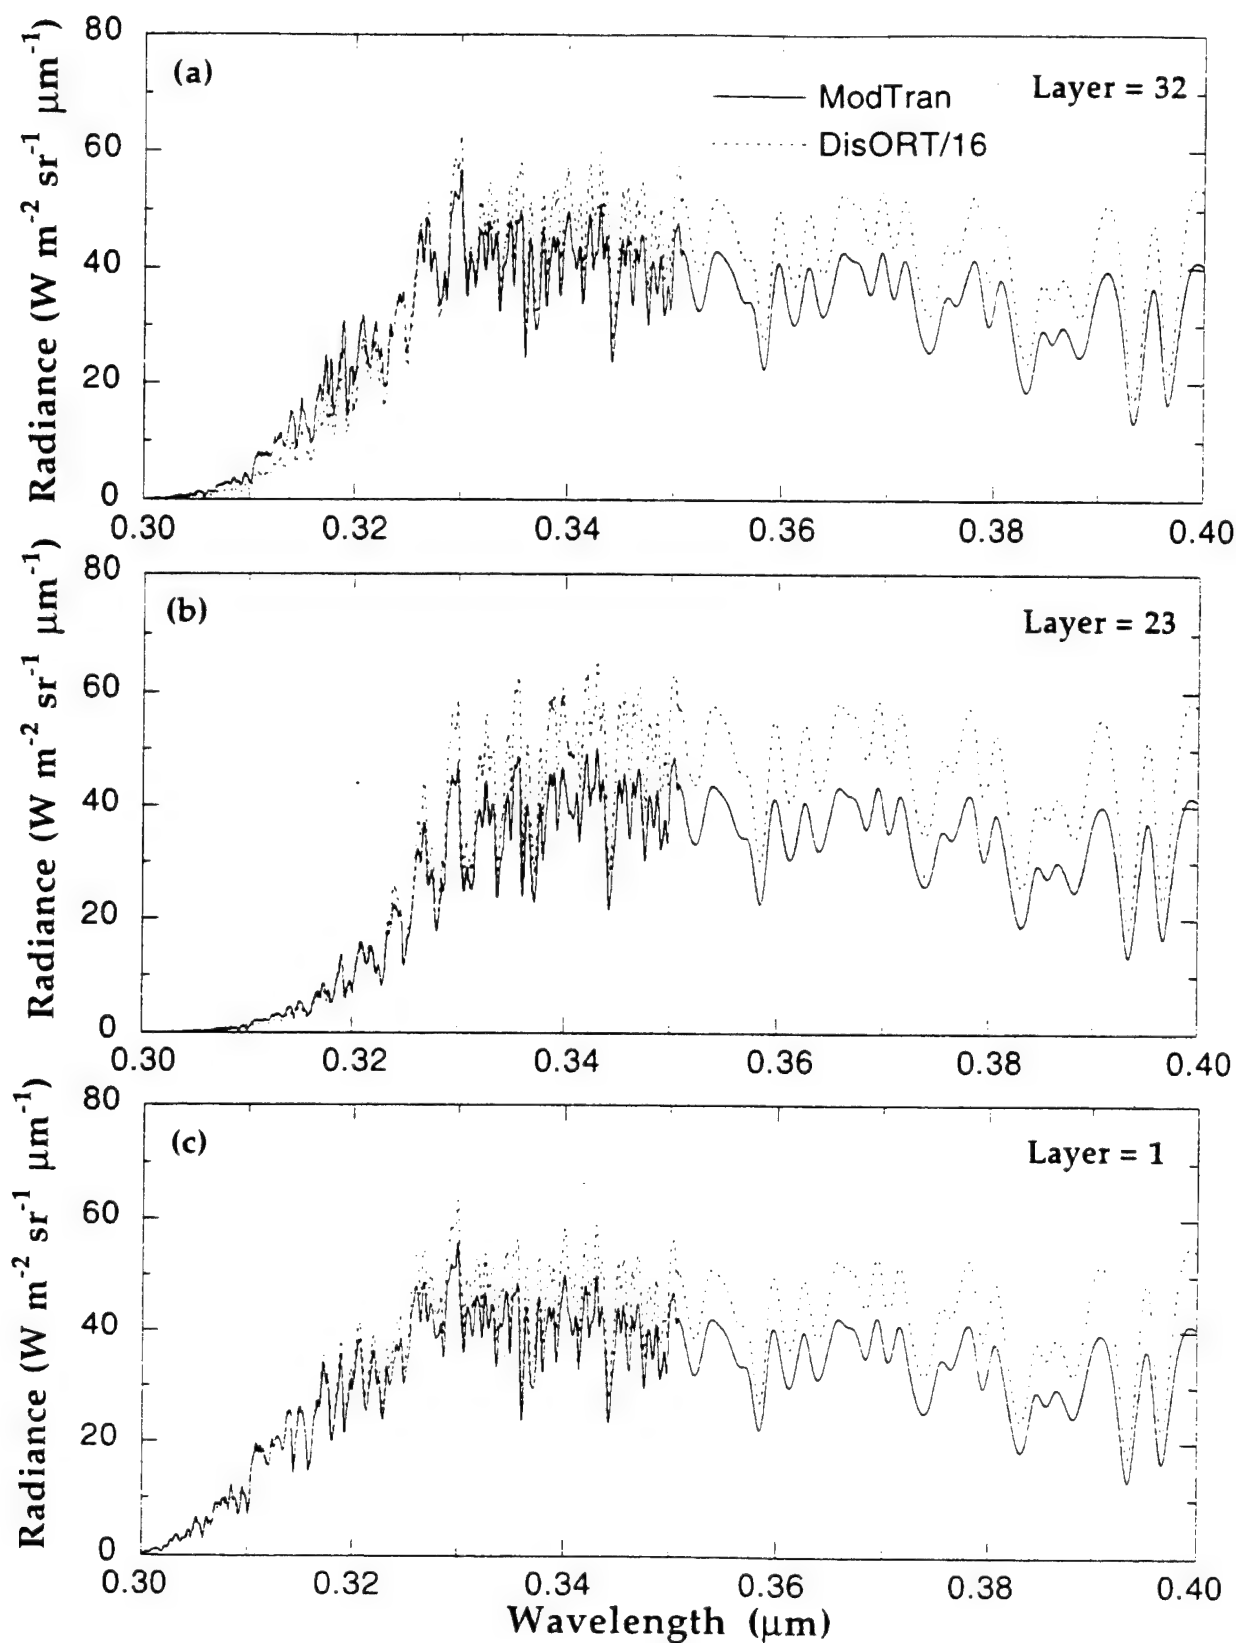 80
60
40
20
0
Radiance (W m⁻² sr⁻¹ μm⁻¹)
(a)
ModTran
DisORT/16
Layer = 32
0.30 0.32 0.34 0.36 0.38 0.40
80
60
40
20
0
Radiance (W m⁻² sr⁻¹ μm⁻¹)
(b)
Layer = 23
0.30 0.32 0.34 0.36 0.38 0.40
80
60
40
20
0
Radiance (W m⁻² sr⁻¹ μm⁻¹)
(c)
Layer = 1
0.30 0.32 0.34 0.36 0.38 0.40
Wavelength (μm)